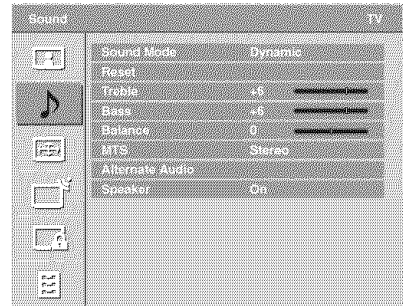 Sound TV
Sound Mode Dynamic
Reset
Treble +6
Bass +6
Balance 0
MTS Stereo
Alternate Audio
Speaker On